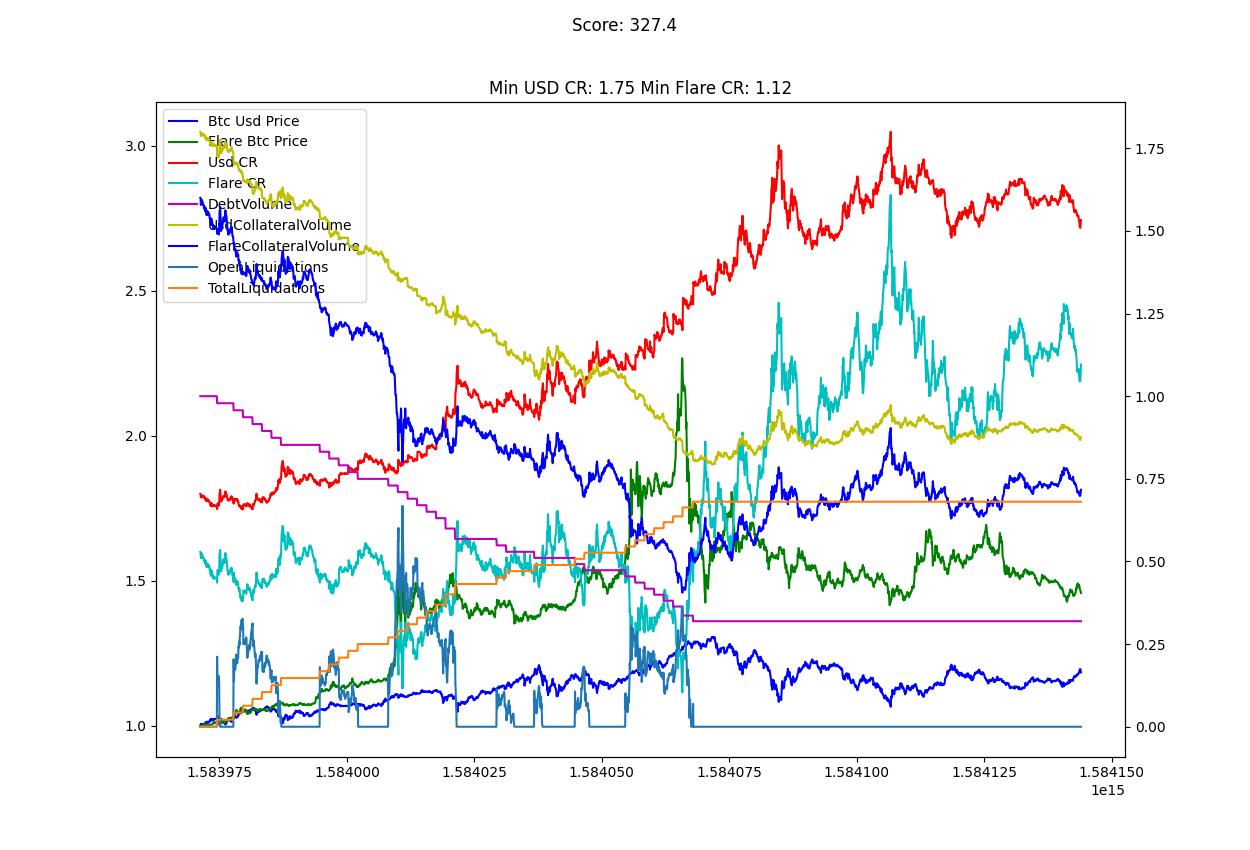 Score: 327.4
Min USD CR: 1.75 Min Flare CR: 1.12
Btc Usd Price
Flare Btc Price
Usd CR
Flare CR
DebtVolume
UsdCollateralVolume
FlareCollateralVolume
OpenLiquidations
TotalLiquidations
3.0
2.5
2.0
1.5
1.0
1.75
1.50
1.25
1.00
0.75
0.50
0.25
0.00
1.583975 1.584000 1.584025 1.584050 1.584075 1.584100 1.584125 1.584150
1e15